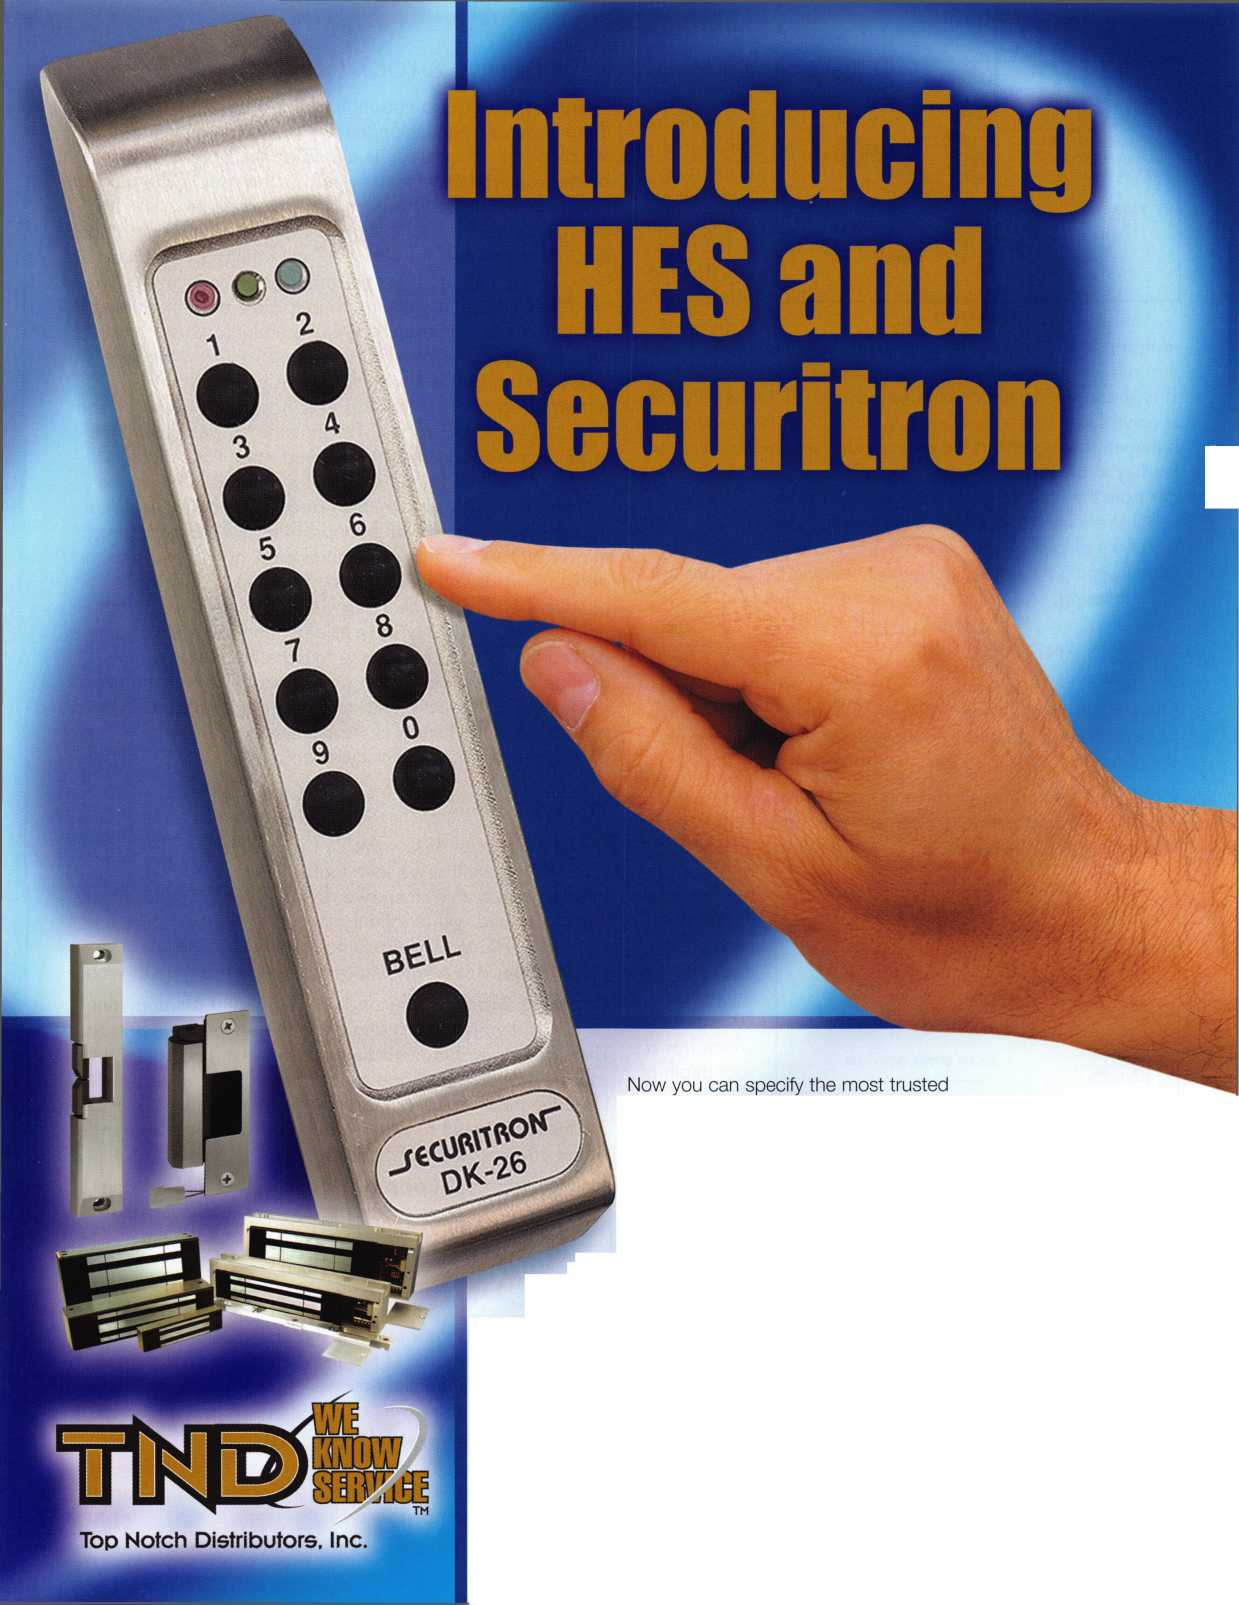 Introducing
HES and
Securitron
1 2
3 4
5 6
7 8
9 0
BELL
SECURITRON
DK-26
Now you can specify the most trusted
TND
WE
KNOW
SERVICE
TM
Top Notch Distributors, Inc.